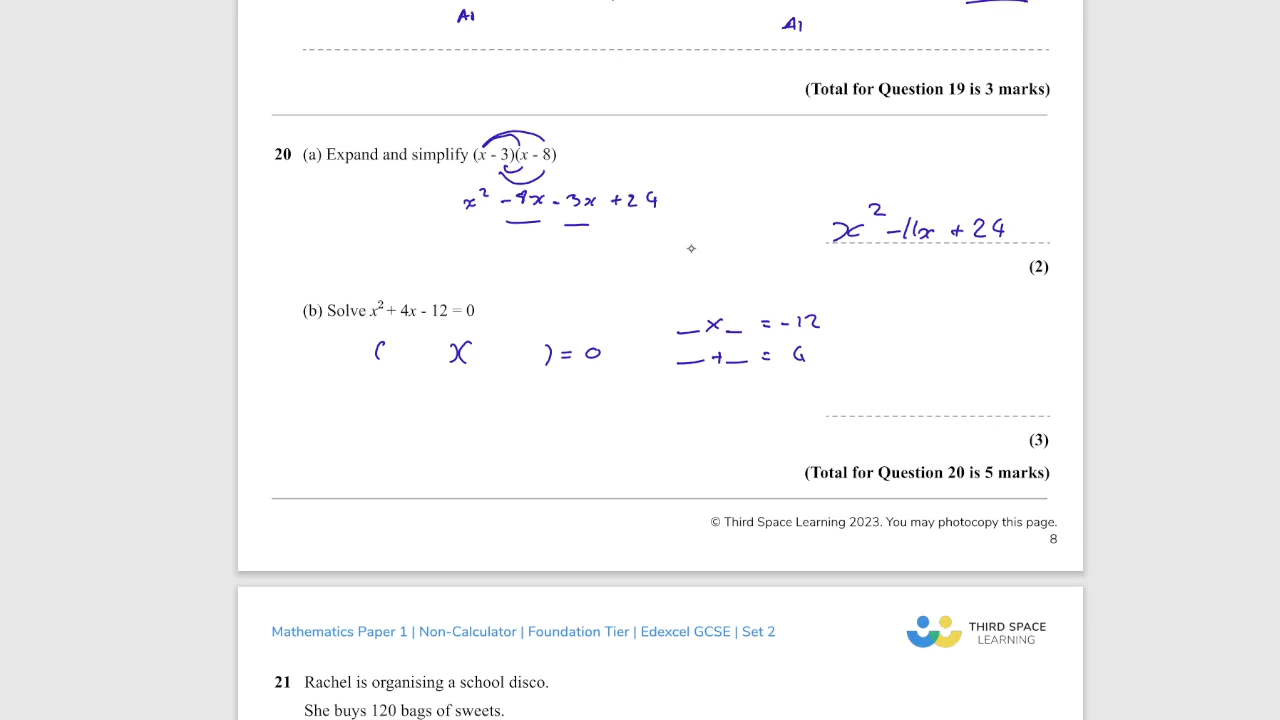 A1
A1
(Total for Question 19 is 3 marks)
20 (a) Expand and simplify (x - 3)(x - 8)
x² - 8x - 3x + 24
x² - 11x + 24
(2)
(b) Solve x² + 4x - 12 = 0
_ x _ = -12
( )( ) = 0
_ + _ = 4
(3)
(Total for Question 20 is 5 marks)
© Third Space Learning 2023. You may photocopy this page.
8
Mathematics Paper 1 | Non-Calculator | Foundation Tier | Edexcel GCSE | Set 2
THIRD SPACE
LEARNING
21 Rachel is organising a school disco.
She buys 120 bags of sweets.